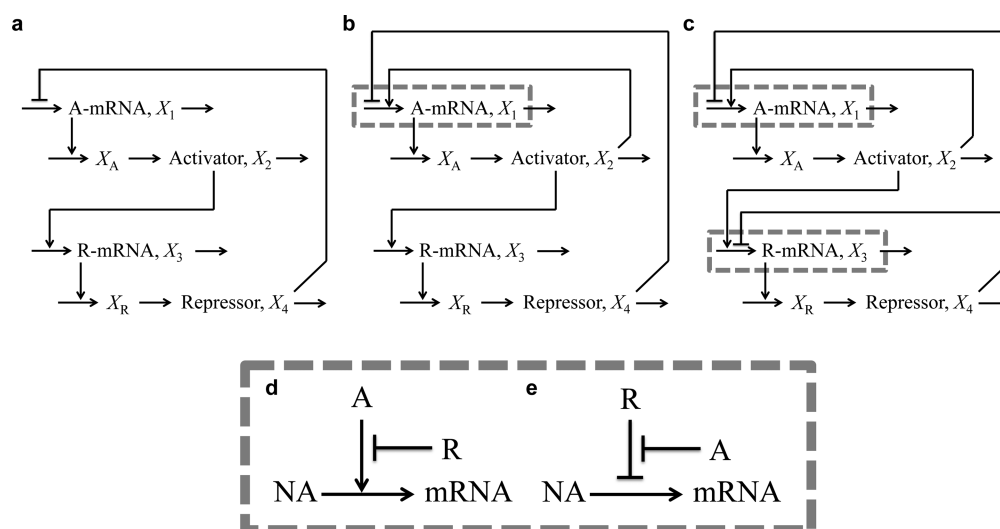 a
A-mRNA, X1
XA Activator, X2
R-mRNA, X3
XR Repressor, X4
b
A-mRNA, X1
XA Activator, X2
R-mRNA, X3
XR Repressor, X4
c
A-mRNA, X1
XA Activator, X2
R-mRNA, X3
XR Repressor, X4
d
A
R
NA mRNA
e
R
A
NA mRNA